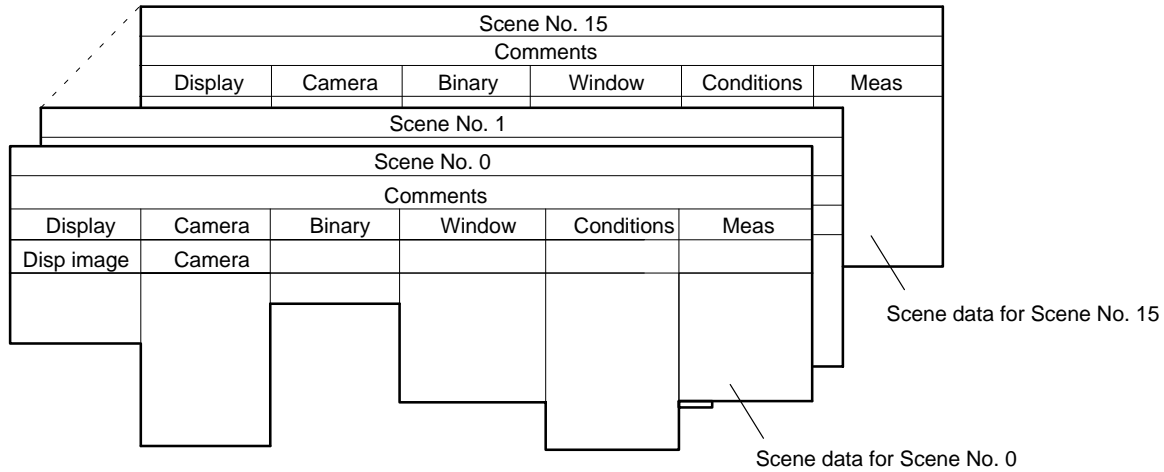 Scene No. 15
Comments
Display Camera Binary Window Conditions Meas
Scene No. 1
Scene No. 0
Comments
Display Camera Binary Window Conditions Meas
Disp image Camera
Scene data for Scene No. 15
Scene data for Scene No. 0